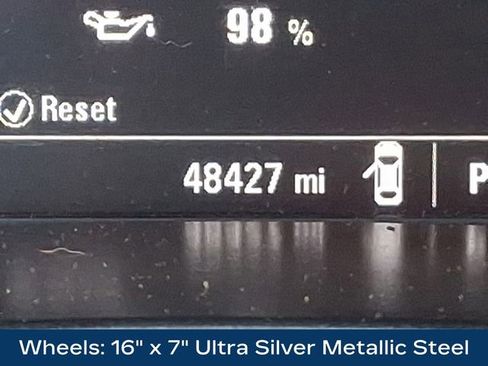 98 %
Reset
48427 mi P
Wheels: 16" x 7" Ultra Silver Metallic Steel